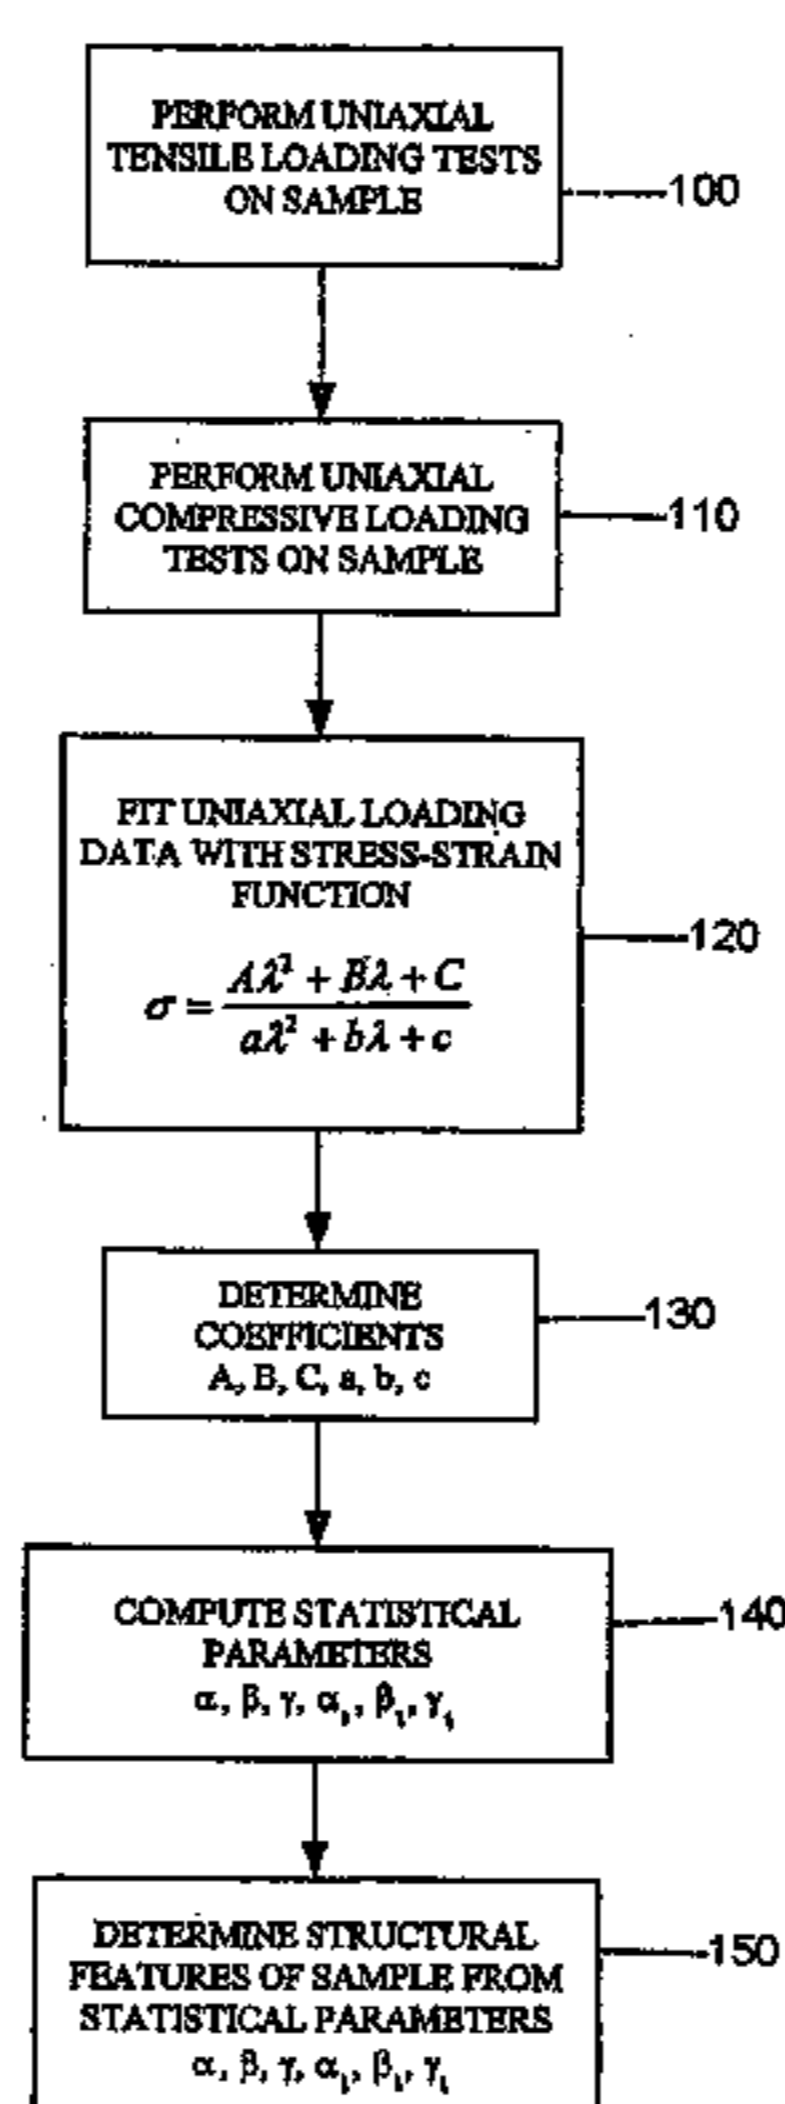 PERFORM UNIAXIAL
TENSILE LOADING TESTS
ON SAMPLE
100
PERFORM UNIAXIAL
COMPRESSIVE LOADING
TESTS ON SAMPLE
110
FIT UNIAXIAL LOADING
DATA WITH STRESS-STRAIN
FUNCTION
σ = (Aλ² + Bλ + C) / (aλ² + bλ + c)
120
DETERMINE
COEFFICIENTS
A, B, C, a, b, c
130
COMPUTE STATISTICAL
PARAMETERS
α, β, γ, α₁, β₁, γ₁
140
DETERMINE STRUCTURAL
FEATURES OF SAMPLE FROM
STATISTICAL PARAMETERS
α, β, γ, α₁, β₁, γ₁
150